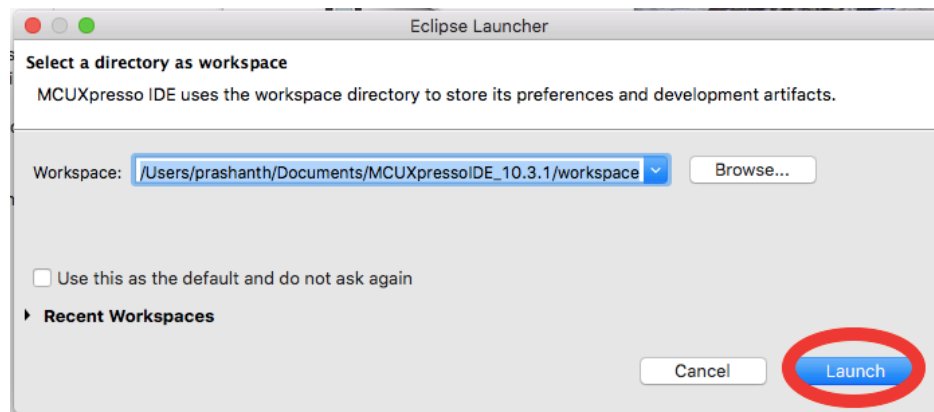 Eclipse Launcher
Select a directory as workspace
MCUXpresso IDE uses the workspace directory to store its preferences and development artifacts.
Workspace: /Users/prashanth/Documents/MCUXpressoIDE_10.3.1/workspace Browse...
Use this as the default and do not ask again
Recent Workspaces
Cancel Launch